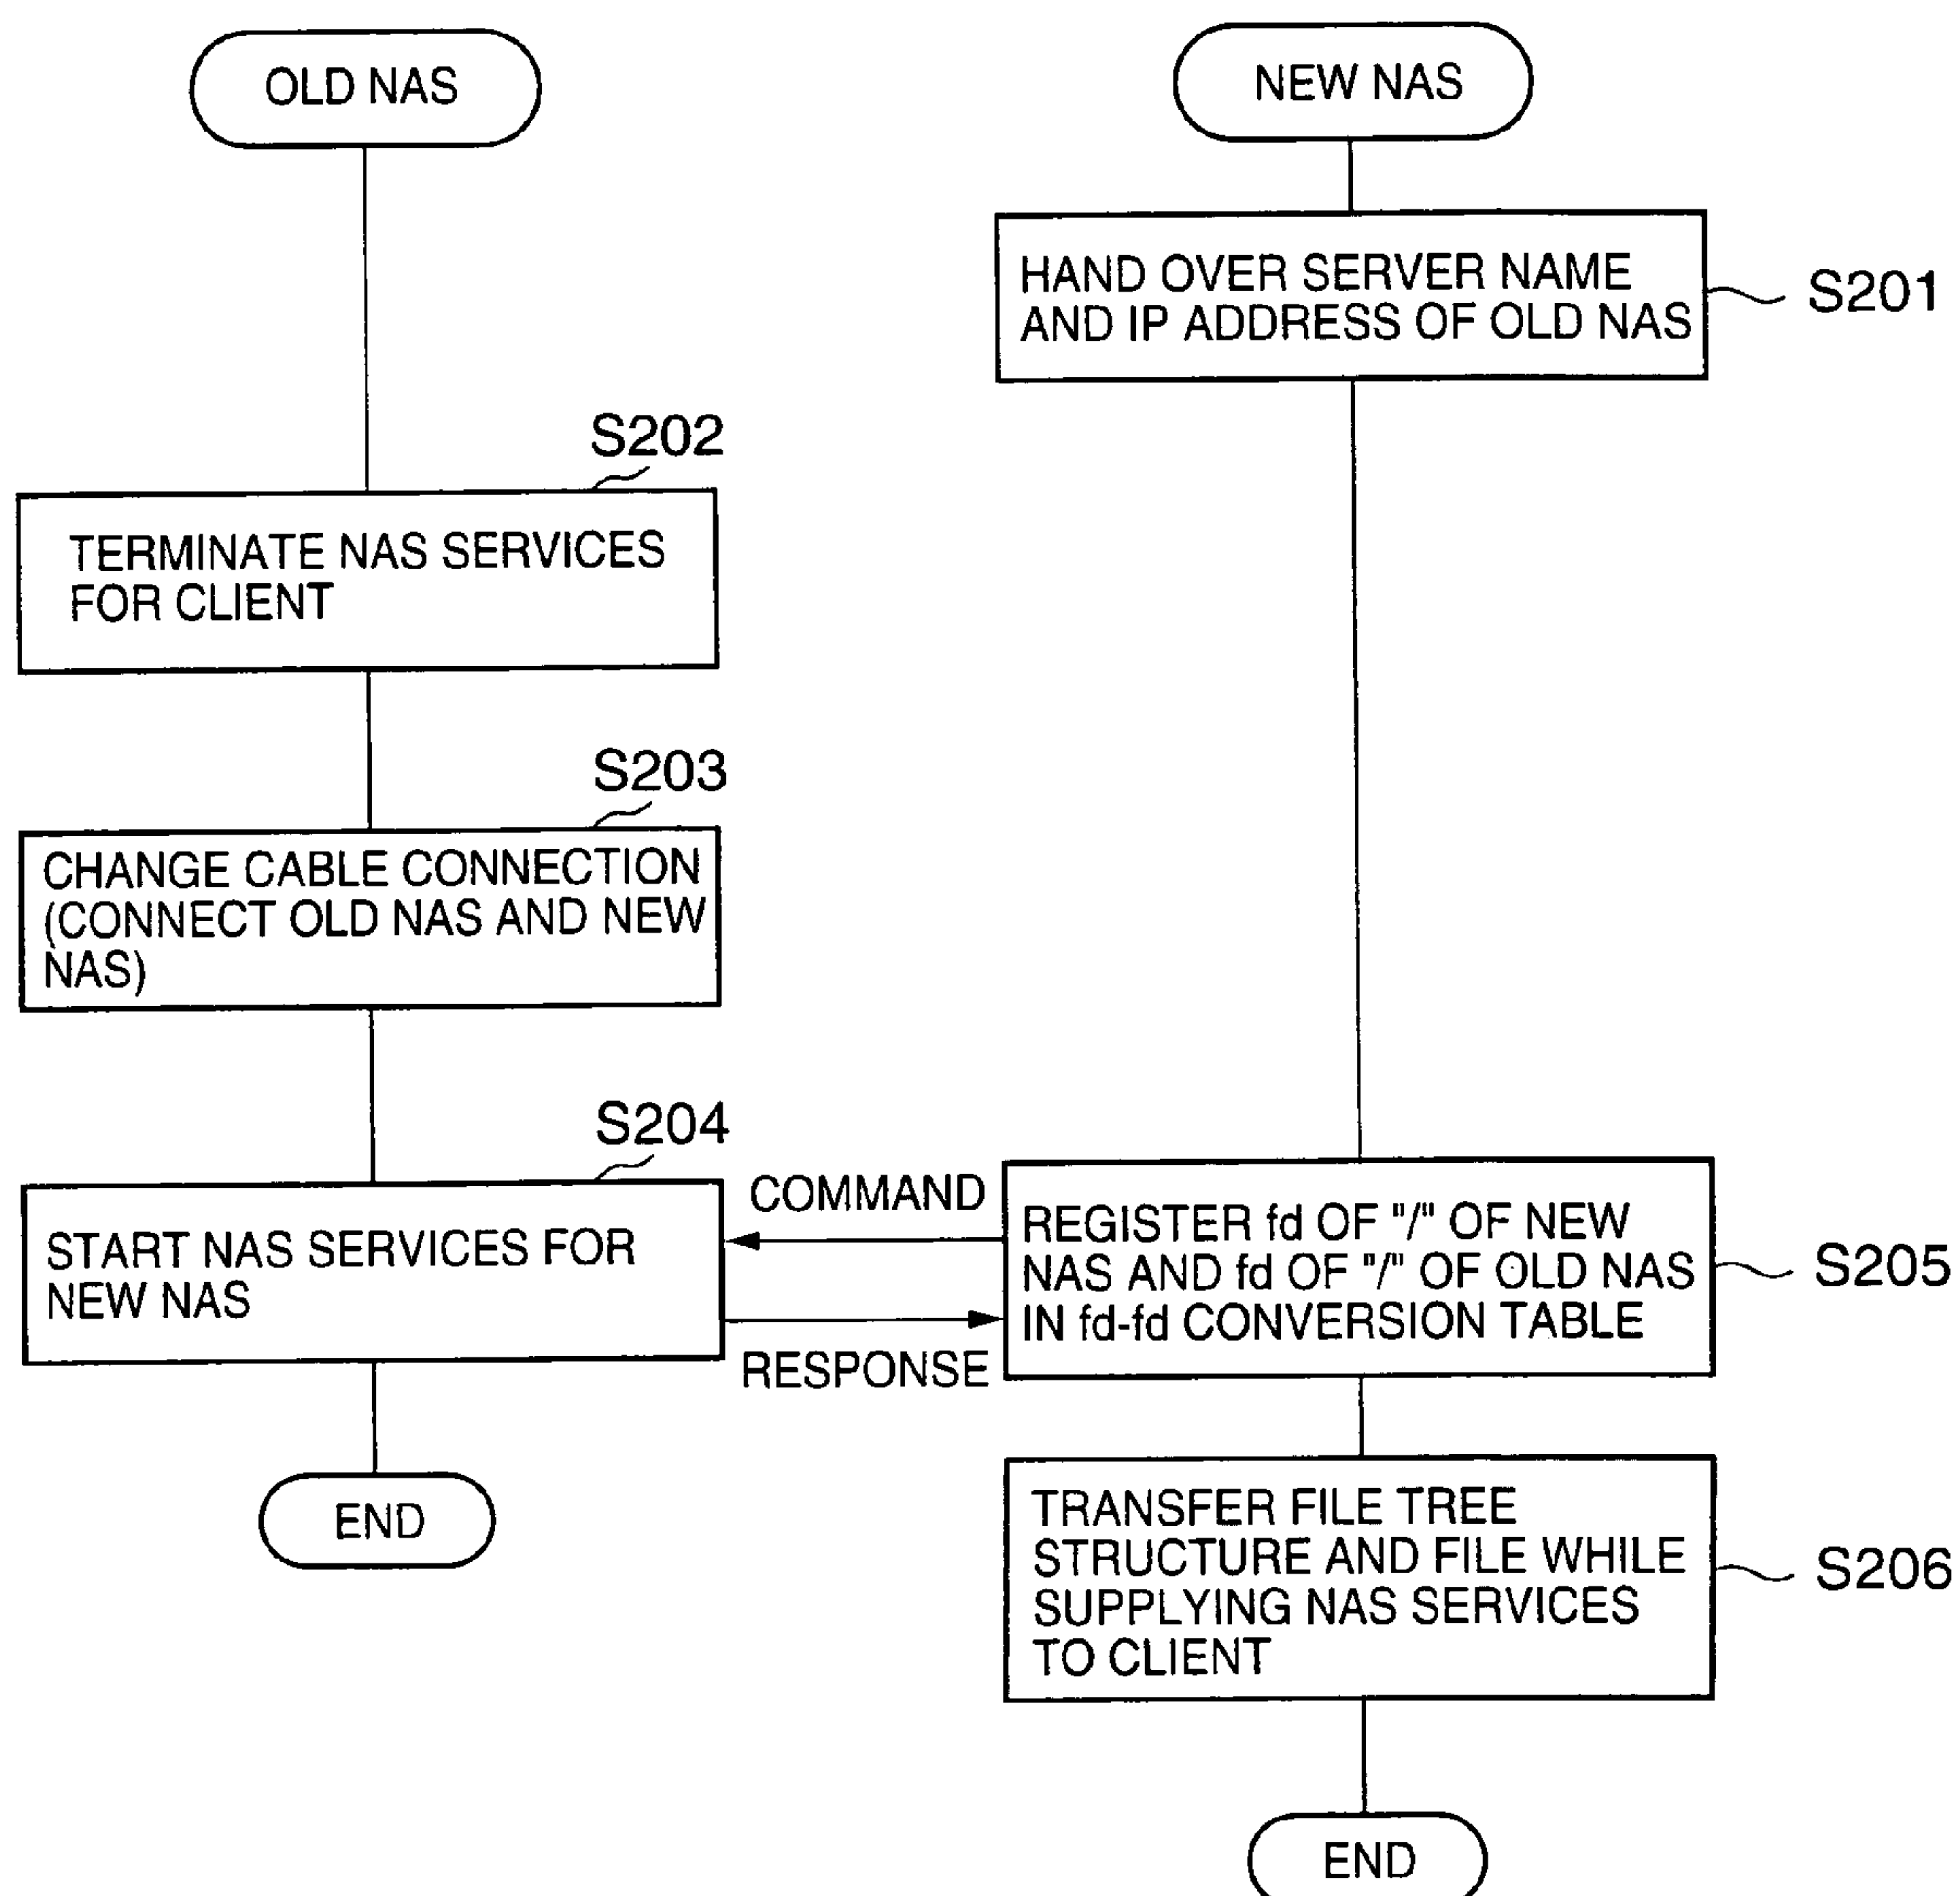 OLD NAS
NEW NAS
HAND OVER SERVER NAME
AND IP ADDRESS OF OLD NAS
S201
S202
TERMINATE NAS SERVICES
FOR CLIENT
S203
CHANGE CABLE CONNECTION
(CONNECT OLD NAS AND NEW
NAS)
S204
START NAS SERVICES FOR
NEW NAS
COMMAND
RESPONSE
REGISTER fd OF "/" OF NEW
NAS AND fd OF "/" OF OLD NAS
IN fd-fd CONVERSION TABLE
S205
END
TRANSFER FILE TREE
STRUCTURE AND FILE WHILE
SUPPLYING NAS SERVICES
TO CLIENT
S206
END